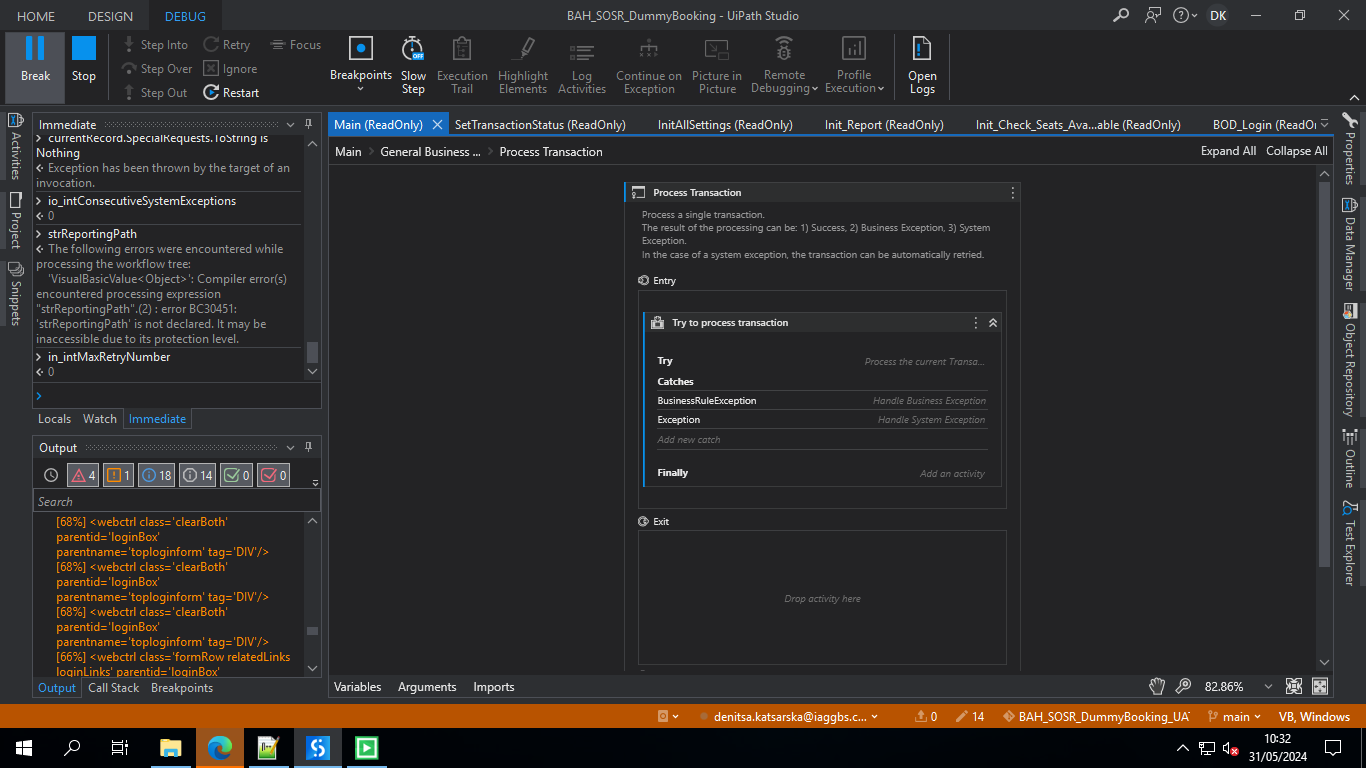 HOME
DESIGN
DEBUG
BAH_SOSR_DummyBooking - UiPath Studio
DK
Break
Stop
Step Into
Step Over
Step Out
Retry
Ignore
Restart
Focus
Breakpoints
Slow
Step
OFF
Execution
Trail
Highlight
Elements
Log
Activities
Continue on
Exception
Picture in
Picture
Remote
Debugging
Profile
Execution
Open
Logs
Activities
Project
Snippets
Immediate
currentRecord.SpecialRequests.ToString is
Nothing
Exception has been thrown by the target of an
invocation.
io_intConsecutiveSystemExceptions
0
strReportingPath
The following errors were encountered while
processing the workflow tree:
'VisualBasicValue<Object>': Compiler error(s)
encountered processing expression
"strReportingPath".(2) : error BC30451:
'strReportingPath' is not declared. It may be
inaccessible due to its protection level.
in_intMaxRetryNumber
0
Locals
Watch
Immediate
Output
4
1
18
14
0
0
Search
[68%] <webctrl class='clearBoth'
parentid='loginBox'
parentname='toploginform' tag='DIV'/>
[68%] <webctrl class='clearBoth'
parentid='loginBox'
parentname='toploginform' tag='DIV'/>
[68%] <webctrl class='clearBoth'
parentid='loginBox'
parentname='toploginform' tag='DIV'/>
[66%] <webctrl class='formRow relatedLinks
loginLinks' parentid='loginBox'
Output
Call Stack
Breakpoints
Main (ReadOnly)
SetTransactionStatus (ReadOnly)
InitAllSettings (ReadOnly)
Init_Report (ReadOnly)
Init_Check_Seats_Ava...able (ReadOnly)
BOD_Login (ReadOn
Main
General Business ...
Process Transaction
Expand All
Collapse All
Process Transaction
Process a single transaction.
The result of the processing can be: 1) Success, 2) Business Exception, 3) System
Exception.
In the case of a system exception, the transaction can be automatically retried.
Entry
Try to process transaction
Try
Process the current Transa...
Catches
BusinessRuleException
Handle Business Exception
Exception
Handle System Exception
Add new catch
Finally
Add an activity
Exit
Drop activity here
Variables
Arguments
Imports
82.86%
Properties
Data Manager
Object Repository
Outline
Test Explorer
denitsa.katsarska@iaggbs.c...
0
14
BAH_SOSR_DummyBooking_UAT
main
VB, Windows
10:32
31/05/2024